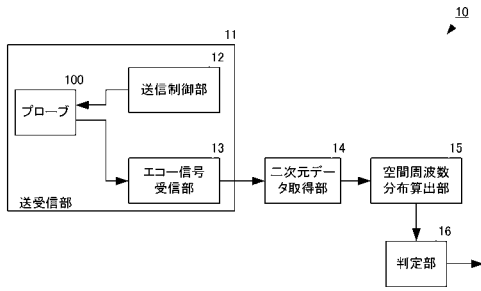 10
11
100
12
プローブ
送信制御部
13
エコー信号
受信部
送受信部
14
二次元デー
タ取得部
15
空間周波数
分布算出部
16
判定部